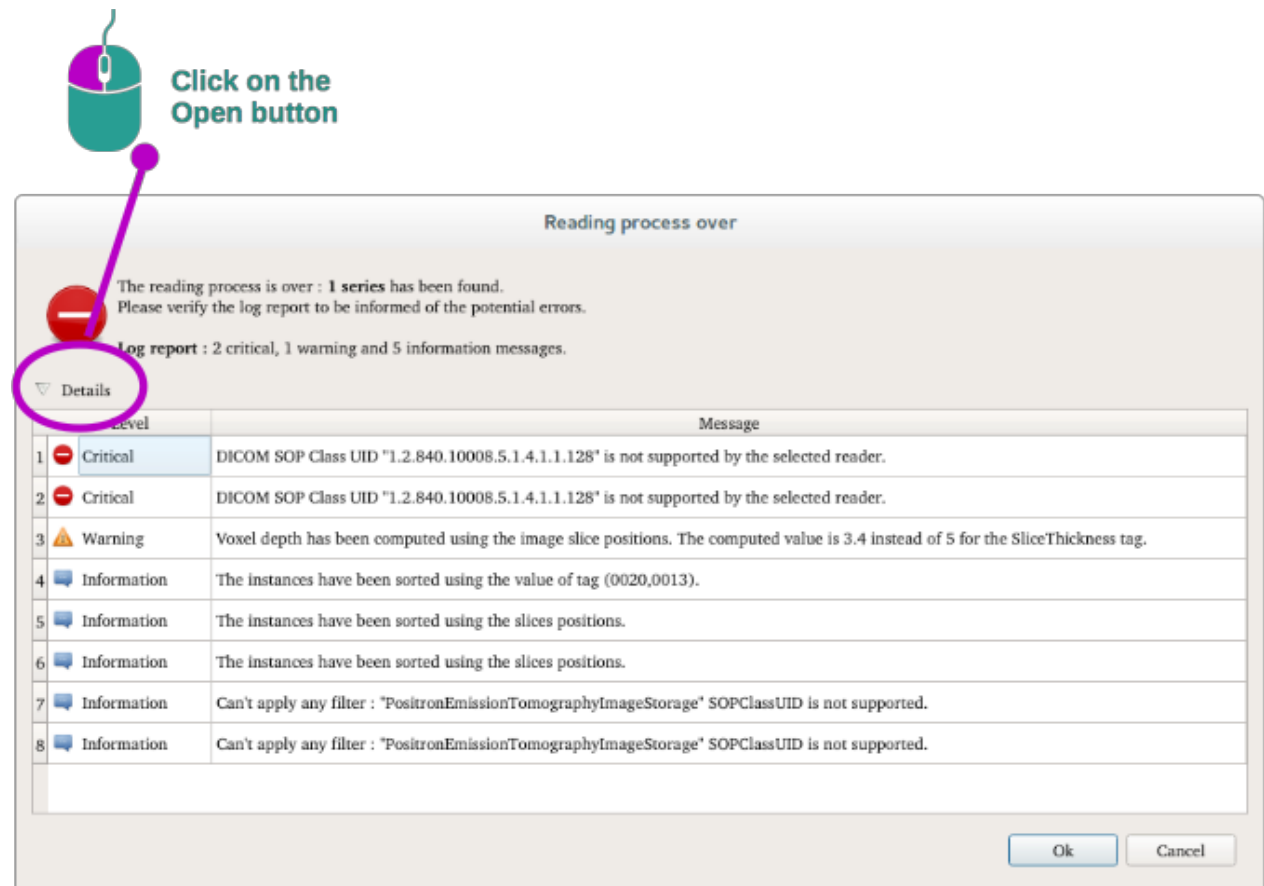 Click on the
Open button
Reading process over
The reading process is over : 1 series has been found.
Please verify the log report to be informed of the potential errors.
Log report : 2 critical, 1 warning and 5 information messages.
Details
Level Message
1 Critical DICOM SOP Class UID "1.2.840.10008.5.1.4.1.1.128" is not supported by the selected reader.
2 Critical DICOM SOP Class UID "1.2.840.10008.5.1.4.1.1.128" is not supported by the selected reader.
3 Warning Voxel depth has been computed using the image slice positions. The computed value is 3.4 instead of 5 for the SliceThickness tag.
4 Information The instances have been sorted using the value of tag (0020,0013).
5 Information The instances have been sorted using the slices positions.
6 Information The instances have been sorted using the slices positions.
7 Information Can't apply any filter : "PositronEmissionTomographyImageStorage" SOPClassUID is not supported.
8 Information Can't apply any filter : "PositronEmissionTomographyImageStorage" SOPClassUID is not supported.
Ok Cancel